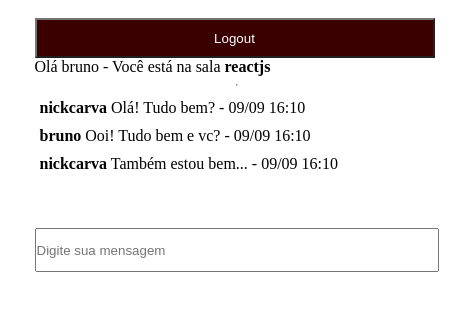 Logout
Olá bruno - Você está na sala reactjs
nickcarva Olá! Tudo bem? - 09/09 16:10
bruno Ooi! Tudo bem e vc? - 09/09 16:10
nickcarva Também estou bem... - 09/09 16:10
Digite sua mensagem